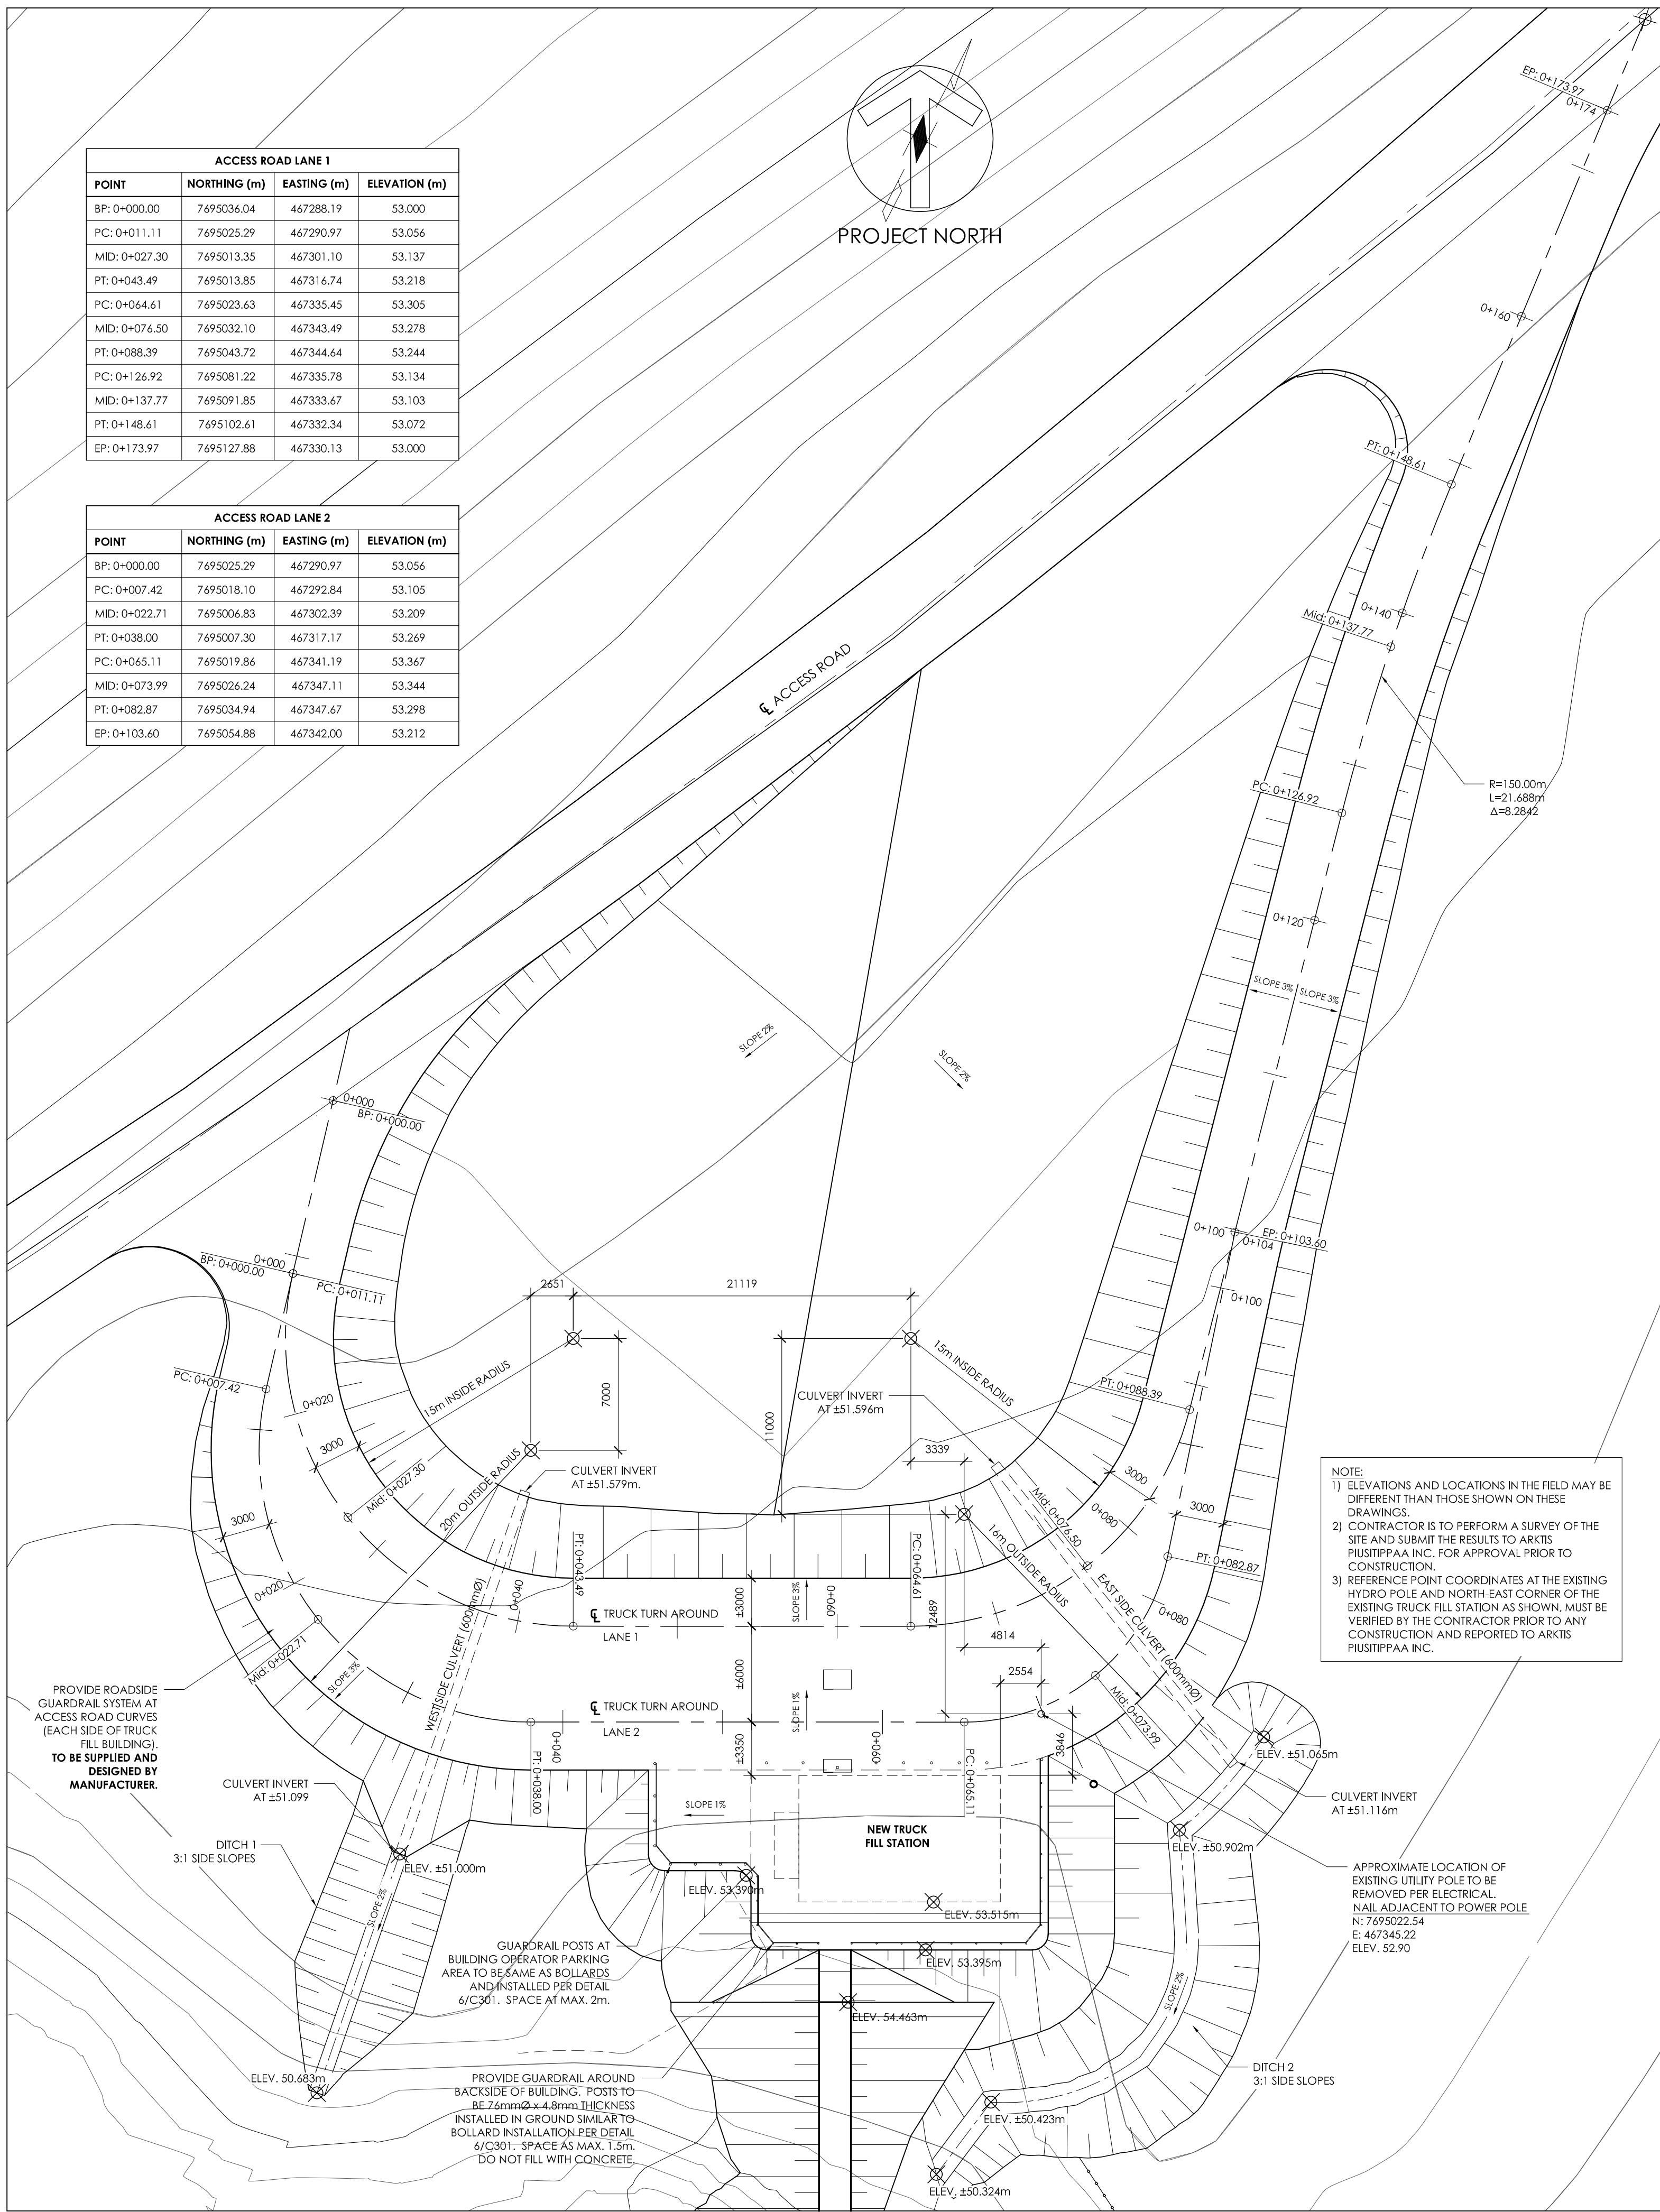 PROJECT NORTH
ACCESS ROAD LANE 1
POINT NORTHING (m) EASTING (m) ELEVATION (m)
BP: 0+000.00 7695036.04 467288.19 53.000
PC: 0+011.11 7695025.29 467290.97 53.056
MID: 0+027.30 7695013.35 467301.10 53.137
PT: 0+043.49 7695013.85 467316.74 53.218
PC: 0+064.61 7695023.63 467335.45 53.305
MID: 0+076.50 7695032.10 467343.49 53.278
PT: 0+088.39 7695043.72 467344.64 53.244
PC: 0+126.92 7695081.22 467335.78 53.134
MID: 0+137.77 7695091.85 467333.67 53.103
PT: 0+148.61 7695102.61 467332.34 53.072
EP: 0+173.97 7695127.88 467330.13 53.000
ACCESS ROAD LANE 2
POINT NORTHING (m) EASTING (m) ELEVATION (m)
BP: 0+000.00 7695025.29 467290.97 53.056
PC: 0+007.42 7695018.10 467292.84 53.105
MID: 0+022.71 7695006.83 467302.39 53.209
PT: 0+038.00 7695007.30 467317.17 53.269
PC: 0+065.11 7695019.86 467341.19 53.367
MID: 0+073.99 7695026.24 467347.11 53.344
PT: 0+082.87 7695034.94 467347.67 53.298
EP: 0+103.60 7695054.88 467342.00 53.212
EP: 0+173.97
0+174
0+160
PT: 0+148.61
0+140
Mid: 0+137.77
℄ ACCESS ROAD
R=150.00m
L=21.688m
Δ=8.2842
PC: 0+126.92
0+120
SLOPE 3%
SLOPE 3%
SLOPE 2%
SLOPE 2%
0+000
BP: 0+000.00
0+100
0+104
EP: 0+103.60
0+100
0+000
BP: 0+000.00
PC: 0+011.11
2651
21119
PC: 0+007.42
0+020
15m INSIDE RADIUS
7000
11000
15m INSIDE RADIUS
CULVERT INVERT
AT ±51.596m
PT: 0+088.39
3000
3339
3000
CULVERT INVERT
AT ±51.579m.
Mid: 0+027.30
20m OUTSIDE RADIUS
Mid: 0+076.50
0+080
3000
3000
16m OUTSIDE RADIUS
PT: 0+082.87
NOTE:
1) ELEVATIONS AND LOCATIONS IN THE FIELD MAY BE
DIFFERENT THAN THOSE SHOWN ON THESE
DRAWINGS.
2) CONTRACTOR IS TO PERFORM A SURVEY OF THE
SITE AND SUBMIT THE RESULTS TO ARKTIS
PIUSITIPPAA INC. FOR APPROVAL PRIOR TO
CONSTRUCTION.
3) REFERENCE POINT COORDINATES AT THE EXISTING
HYDRO POLE AND NORTH-EAST CORNER OF THE
EXISTING TRUCK FILL STATION AS SHOWN, MUST BE
VERIFIED BY THE CONTRACTOR PRIOR TO ANY
CONSTRUCTION AND REPORTED TO ARKTIS
PIUSITIPPAA INC.
PT: 0+043.49
0+040
PC: 0+064.61
12489
0+020
±3000
SLOPE 3%
0+060
EAST SIDE CULVERT (600mmØ)
0+080
℄ TRUCK TURN AROUND
LANE 1
4814
2554
Mid: 0+022.71
SLOPE 3%
WEST SIDE CULVERT (600mmØ)
±6000
SLOPE 1%
Mid: 0+073.99
℄ TRUCK TURN AROUND
LANE 2
PROVIDE ROADSIDE
GUARDRAIL SYSTEM AT
ACCESS ROAD CURVES
(EACH SIDE OF TRUCK
FILL BUILDING).
TO BE SUPPLIED AND
DESIGNED BY
MANUFACTURER.
PT: 0+038.00
0+040
±3350
0+060
PC: 0+065.11
3846
ELEV. ±51.065m
CULVERT INVERT
AT ±51.099
CULVERT INVERT
AT ±51.116m
SLOPE 1%
NEW TRUCK
FILL STATION
DITCH 1
3:1 SIDE SLOPES
ELEV. ±51.000m
ELEV. ±50.902m
SLOPE 2%
ELEV. 53.390m
ELEV. 53.515m
APPROXIMATE LOCATION OF
EXISTING UTILITY POLE TO BE
REMOVED PER ELECTRICAL.
NAIL ADJACENT TO POWER POLE
N: 7695022.54
E: 467345.22
ELEV. 52.90
GUARDRAIL POSTS AT
BUILDING OPERATOR PARKING
AREA TO BE SAME AS BOLLARDS
AND INSTALLED PER DETAIL
6/C301. SPACE AT MAX. 2m.
ELEV. 53.395m
SLOPE 2%
ELEV. 54.463m
ELEV. 50.683m
PROVIDE GUARDRAIL AROUND
BACKSIDE OF BUILDING. POSTS TO
BE 76mmØ x 4.8mm THICKNESS
INSTALLED IN GROUND SIMILAR TO
BOLLARD INSTALLATION PER DETAIL
6/C301. SPACE AS MAX. 1.5m.
DO NOT FILL WITH CONCRETE.
DITCH 2
3:1 SIDE SLOPES
ELEV. ±50.423m
ELEV. ±50.324m